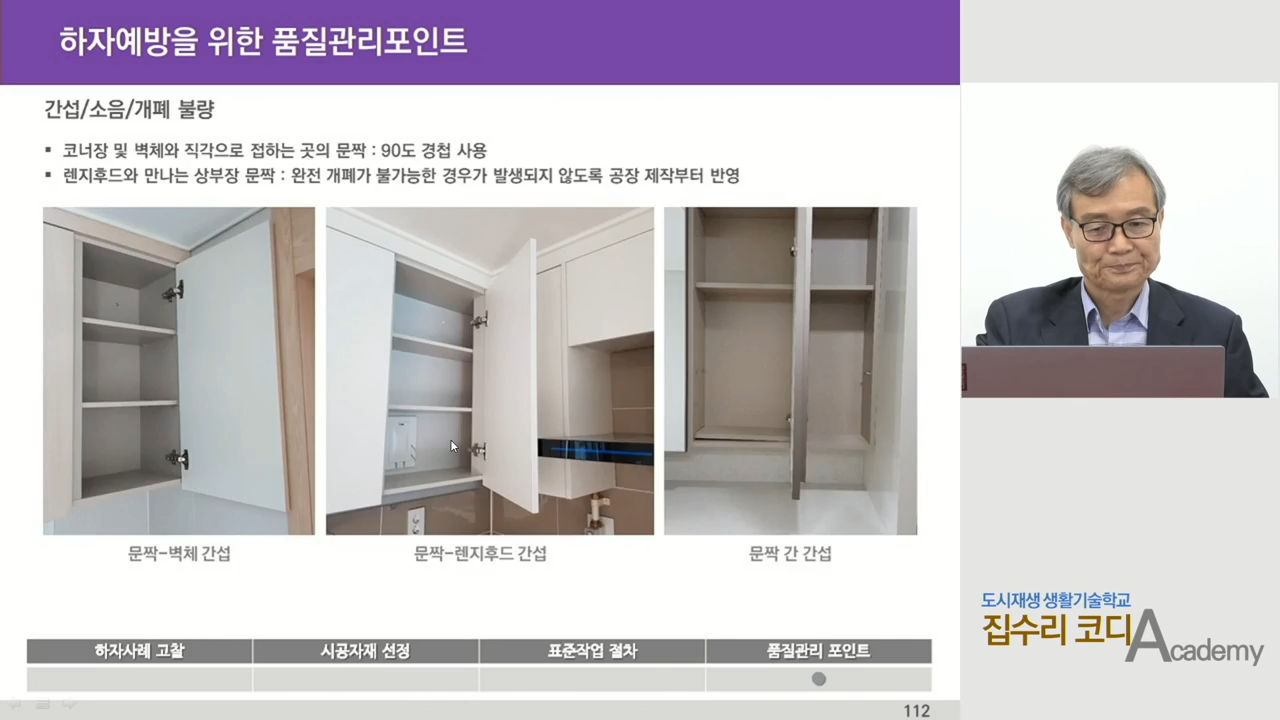 하자예방을 위한 품질관리포인트
간섭/소음/개폐 불량
▪ 코너장 및 벽체와 직각으로 접하는 곳의 문짝 : 90도 경첩 사용
▪ 렌지후드와 만나는 상부장 문짝 : 완전 개폐가 불가능한 경우가 발생되지 않도록 공장 제작부터 반영
문짝-벽체 간섭
문짝-렌지후드 간섭
문짝 간 간섭
하자사례 고찰
시공자재 선정
표준작업 절차
품질관리 포인트
112
도시재생 생활기술학교
집수리 코디 Academy